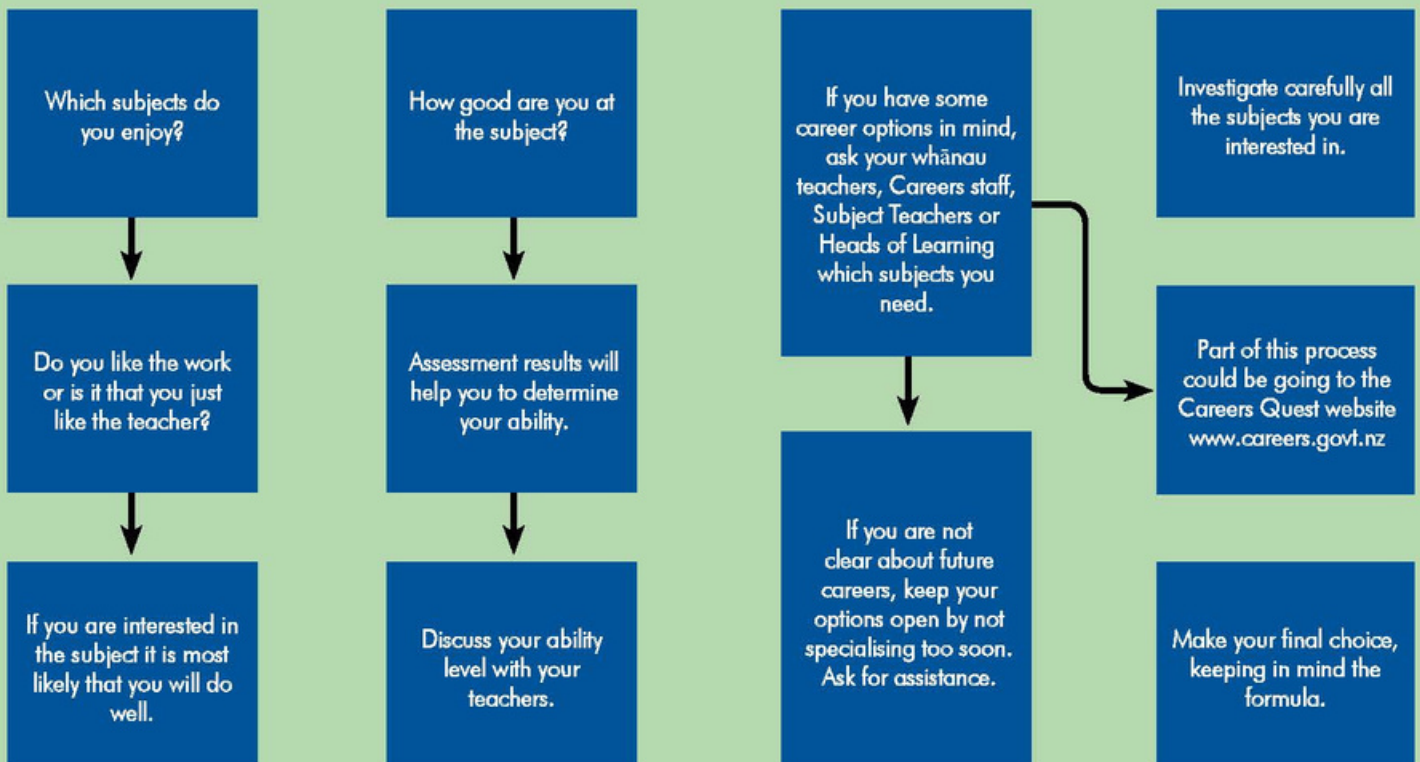 Which subjects do
you enjoy?
Do you like the work
or is it that you just
like the teacher?
If you are interested in
the subject it is most
likely that you will do
well.
How good are you at
the subject?
Assessment results will
help you to determine
your ability.
Discuss your ability
level with your
teachers.
If you have some
career options in mind,
ask your whānau
teachers, Careers staff,
Subject Teachers or
Heads of Learning
which subjects you
need.
If you are not
clear about future
careers, keep your
options open by not
specialising too soon.
Ask for assistance.
Investigate carefully all
the subjects you are
interested in.
Part of this process
could be going to the
Careers Quest website
www.careers.govt.nz
Make your final choice,
keeping in mind the
formula.